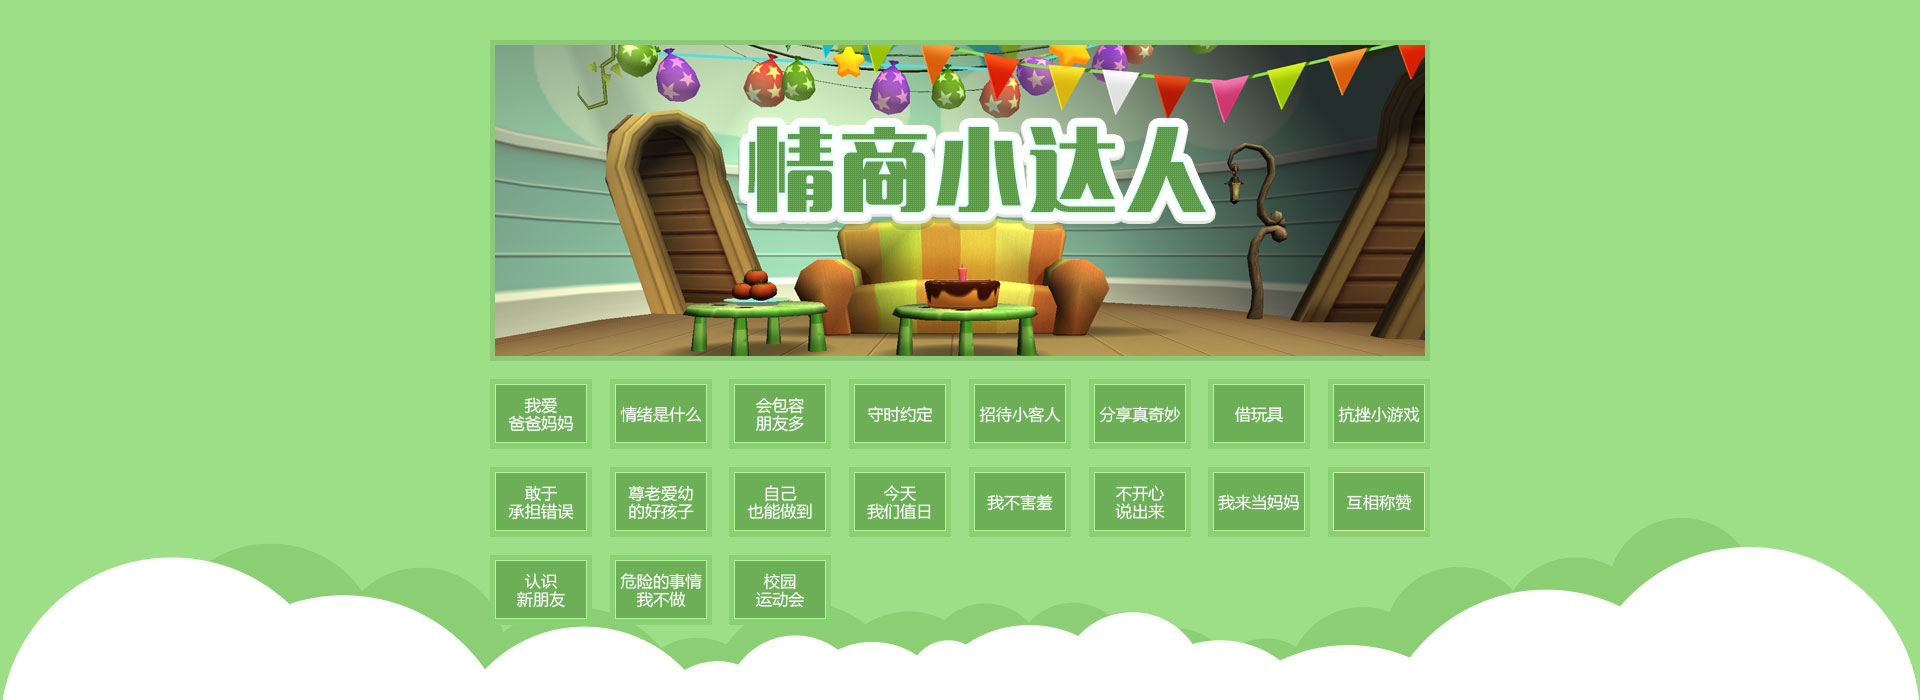 情商小达人
我爱
爸爸妈妈
情绪是什么
会包容
朋友多
守时约定
招待小客人
分享真奇妙
借玩具
抗挫小游戏
敢于
承担错误
尊老爱幼
的好孩子
自己
也能做到
今天
我们值日
我不害羞
不开心
说出来
我来当妈妈
互相称赞
认识
新朋友
危险的事情
我不做
校园
运动会